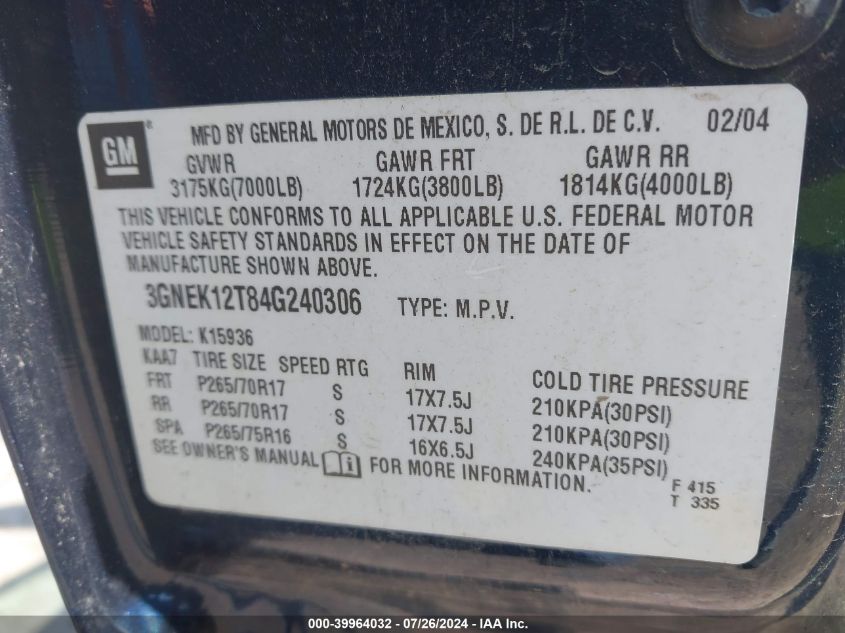 GM® MFD BY GENERAL MOTORS DE MEXICO, S. DE R.L. DE C.V. 02/04
GVWR GAWR FRT GAWR RR
3175KG(7000LB) 1724KG(3800LB) 1814KG(4000LB)
THIS VEHICLE CONFORMS TO ALL APPLICABLE U.S. FEDERAL MOTOR
VEHICLE SAFETY STANDARDS IN EFFECT ON THE DATE OF
MANUFACTURE SHOWN ABOVE.
3GNEK12T84G240306 TYPE: M.P.V.
MODEL: K15936
KAA7 TIRE SIZE SPEED RTG RIM COLD TIRE PRESSURE
FRT P265/70R17 S 17X7.5J 210KPA(30PSI)
RR P265/70R17 S 17X7.5J 210KPA(30PSI)
SPA P265/75R16 S 16X6.5J 240KPA(35PSI)
SEE OWNER'S MANUAL i FOR MORE INFORMATION.
F 415
T 335
000-39964032 - 07/26/2024 - IAA Inc.